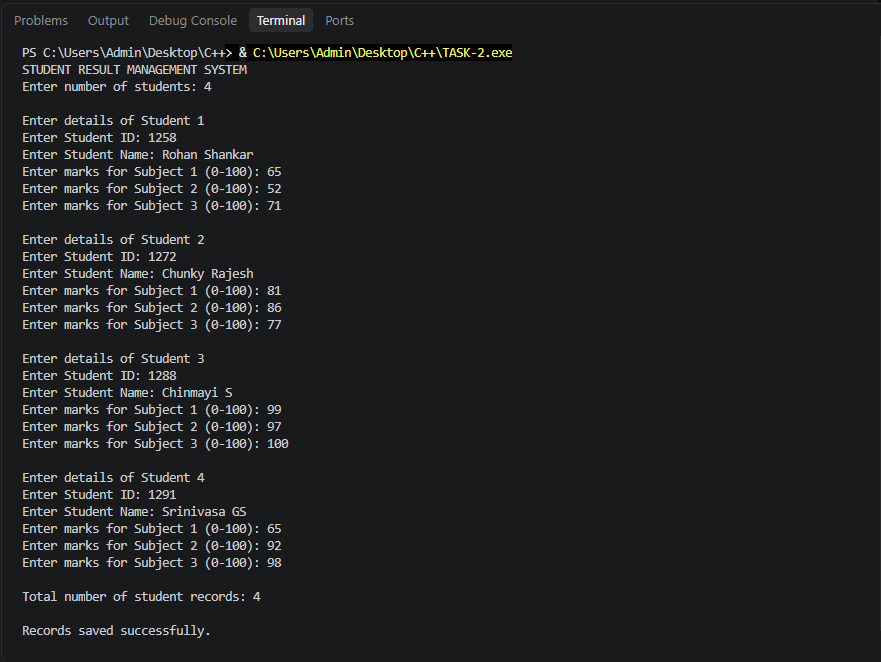 Problems Output Debug Console Terminal Ports
PS C:\Users\Admin\Desktop\C++> & C:\Users\Admin\Desktop\C++\TASK-2.exe
STUDENT RESULT MANAGEMENT SYSTEM
Enter number of students: 4
Enter details of Student 1
Enter Student ID: 1258
Enter Student Name: Rohan Shankar
Enter marks for Subject 1 (0-100): 65
Enter marks for Subject 2 (0-100): 52
Enter marks for Subject 3 (0-100): 71
Enter details of Student 2
Enter Student ID: 1272
Enter Student Name: Chunky Rajesh
Enter marks for Subject 1 (0-100): 81
Enter marks for Subject 2 (0-100): 86
Enter marks for Subject 3 (0-100): 77
Enter details of Student 3
Enter Student ID: 1288
Enter Student Name: Chinmayi S
Enter marks for Subject 1 (0-100): 99
Enter marks for Subject 2 (0-100): 97
Enter marks for Subject 3 (0-100): 100
Enter details of Student 4
Enter Student ID: 1291
Enter Student Name: Srinivasa GS
Enter marks for Subject 1 (0-100): 65
Enter marks for Subject 2 (0-100): 92
Enter marks for Subject 3 (0-100): 98
Total number of student records: 4
Records saved successfully.